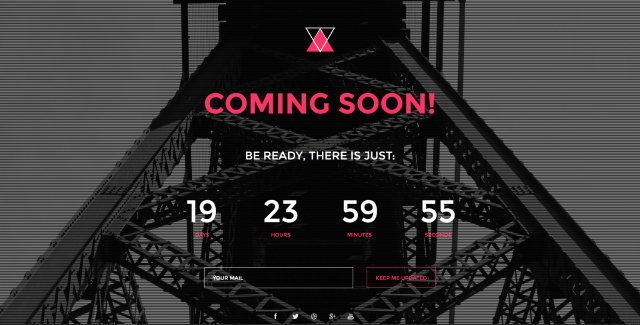 COMING SOON!
BE READY, THERE IS JUST:
19 23 59 55
DAYS HOURS MINUTES SECONDS
YOUR MAIL KEEP ME UPDATED